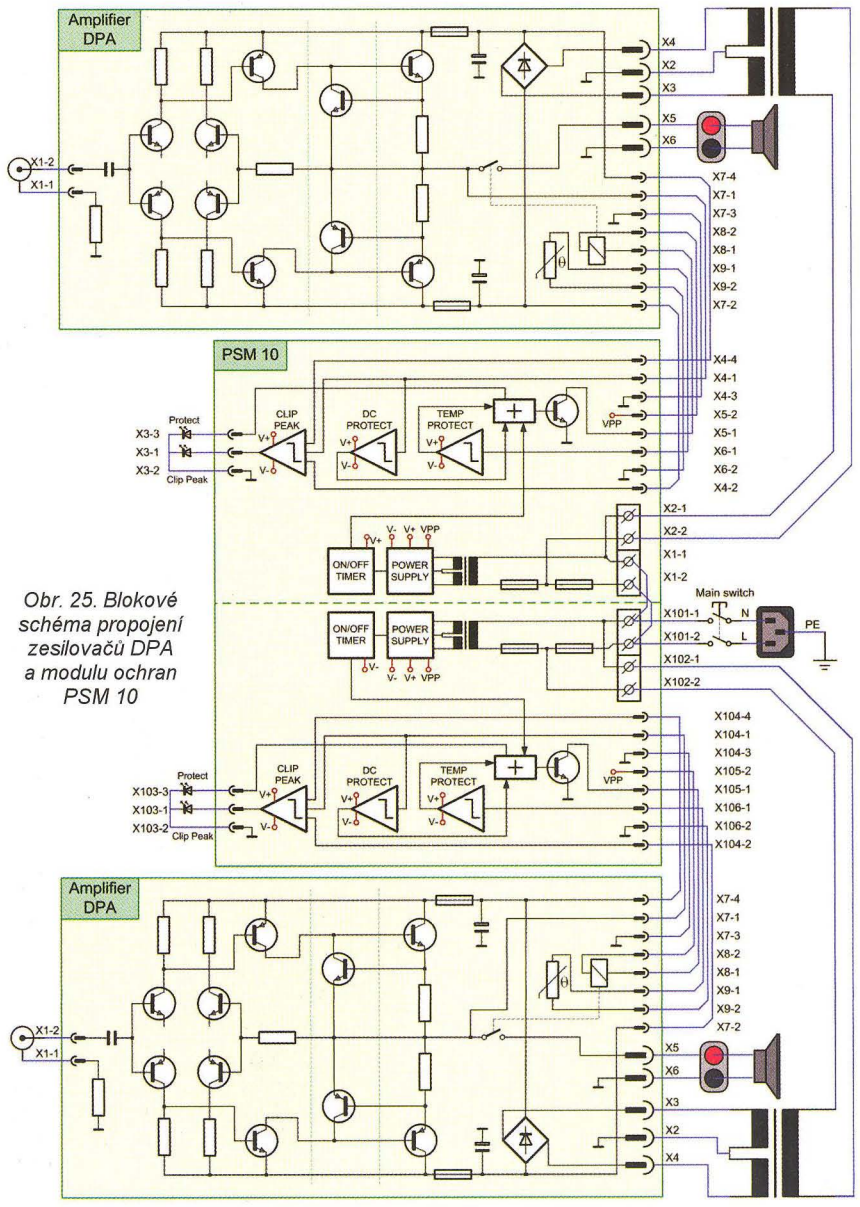 Amplifier
DPA
X4
X2
X3
X5
X6
X1-2
X1-1
X7-4
X7-1
X7-3
X8-2
X8-1
X9-1
X9-2
X7-2
θ
PSM 10
X4-4
X4-1
X4-3
X5-2
X5-1
X6-1
X6-2
X4-2
Protect
X3-3
X3-1
X3-2
Clip Peak
CLIP
PEAK
V+
V-
DC
PROTECT
V+
V-
TEMP
PROTECT
V+
V-
+
VPP
X2-1
X2-2
X1-1
X1-2
ON/OFF
TIMER
V+
POWER
SUPPLY
V- V+ VPP
Obr. 25. Blokové
schéma propojení
zesilovačů DPA
a modulu ochran
PSM 10
Main switch
X101-1
N
X101-2
L
PE
X102-1
X102-2
ON/OFF
TIMER
V-
POWER
SUPPLY
V- V+ VPP
X104-4
X104-1
X104-3
X105-2
X105-1
X106-1
X106-2
X104-2
Protect
X103-3
X103-1
X103-2
Clip Peak
CLIP
PEAK
V+
V-
DC
PROTECT
V+
V-
TEMP
PROTECT
V+
V-
+
VPP
Amplifier
DPA
X7-4
X7-1
X7-3
X8-2
X8-1
X9-1
X9-2
X7-2
θ
X1-2
X1-1
X5
X6
X3
X2
X4